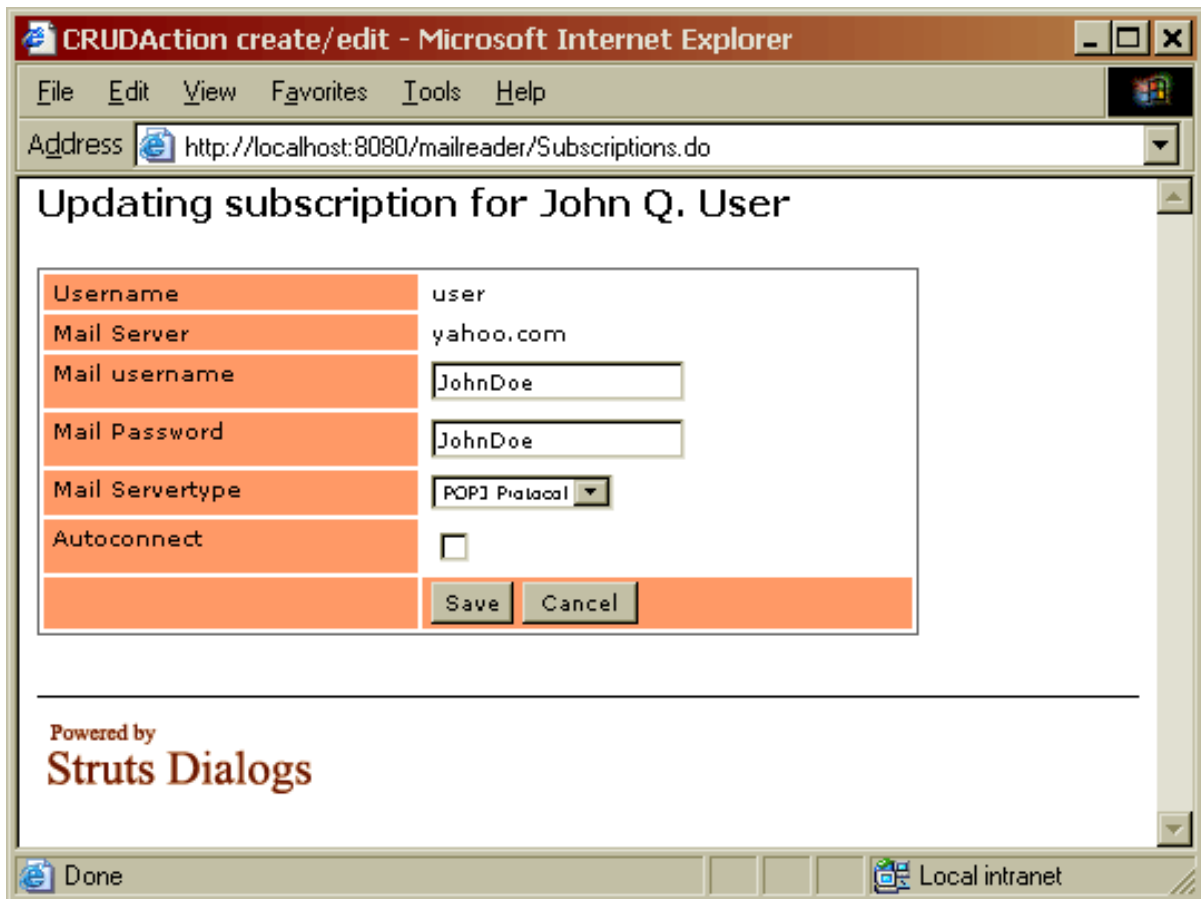 CRUDAction create/edit - Microsoft Internet Explorer
File Edit View Favorites Tools Help
Address http://localhost:8080/mailreader/Subscriptions.do
Updating subscription for John Q. User
Username user
Mail Server yahoo.com
Mail username JohnDoe
Mail Password JohnDoe
Mail Servertype POP3 Protocol
Autoconnect
Save Cancel
Powered by
Struts Dialogs
Done Local intranet